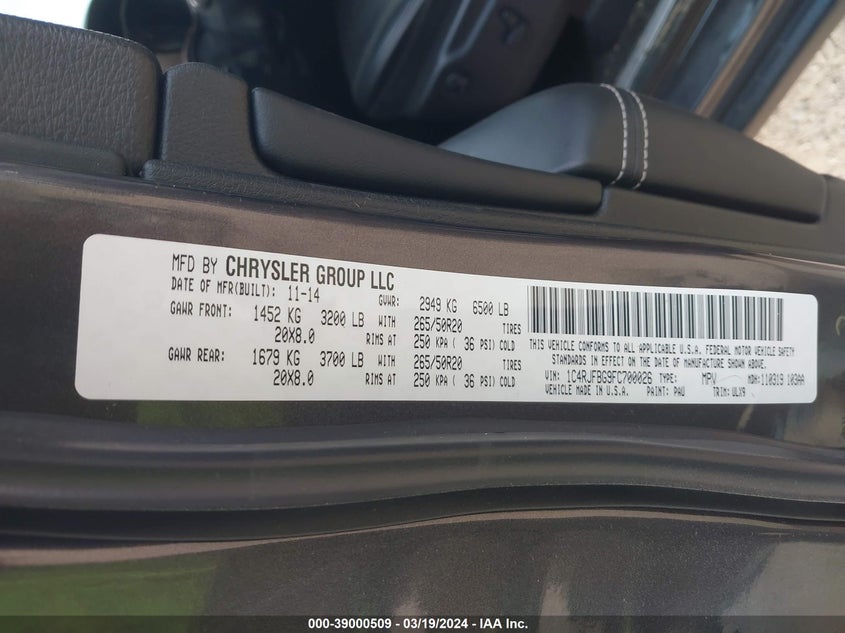 MFD BY CHRYSLER GROUP LLC
DATE OF MFR(BUILT): 11-14 GVWR: 2949 KG 6500 LB
GAWR FRONT: 1452 KG 3200 LB WITH 265/50R20 TIRES
20X8.0 RIMS AT 250 KPA ( 36 PSI) COLD
GAWR REAR: 1679 KG 3700 LB WITH 265/50R20 TIRES
20X8.0 RIMS AT 250 KPA ( 36 PSI) COLD
THIS VEHICLE CONFORMS TO ALL APPLICABLE U.S.A. FEDERAL MOTOR VEHICLE SAFETY
STANDARDS IN EFFECT ON THE DATE OF MANUFACTURE SHOWN ABOVE.
VIN: 1C4RJFBG9FC700026 TYPE: MPV MDH:110319 103AA
VEHICLE MADE IN U.S.A. PAINT: PAU TRIM: ULX9
000-39000509 - 03/19/2024 - IAA Inc.